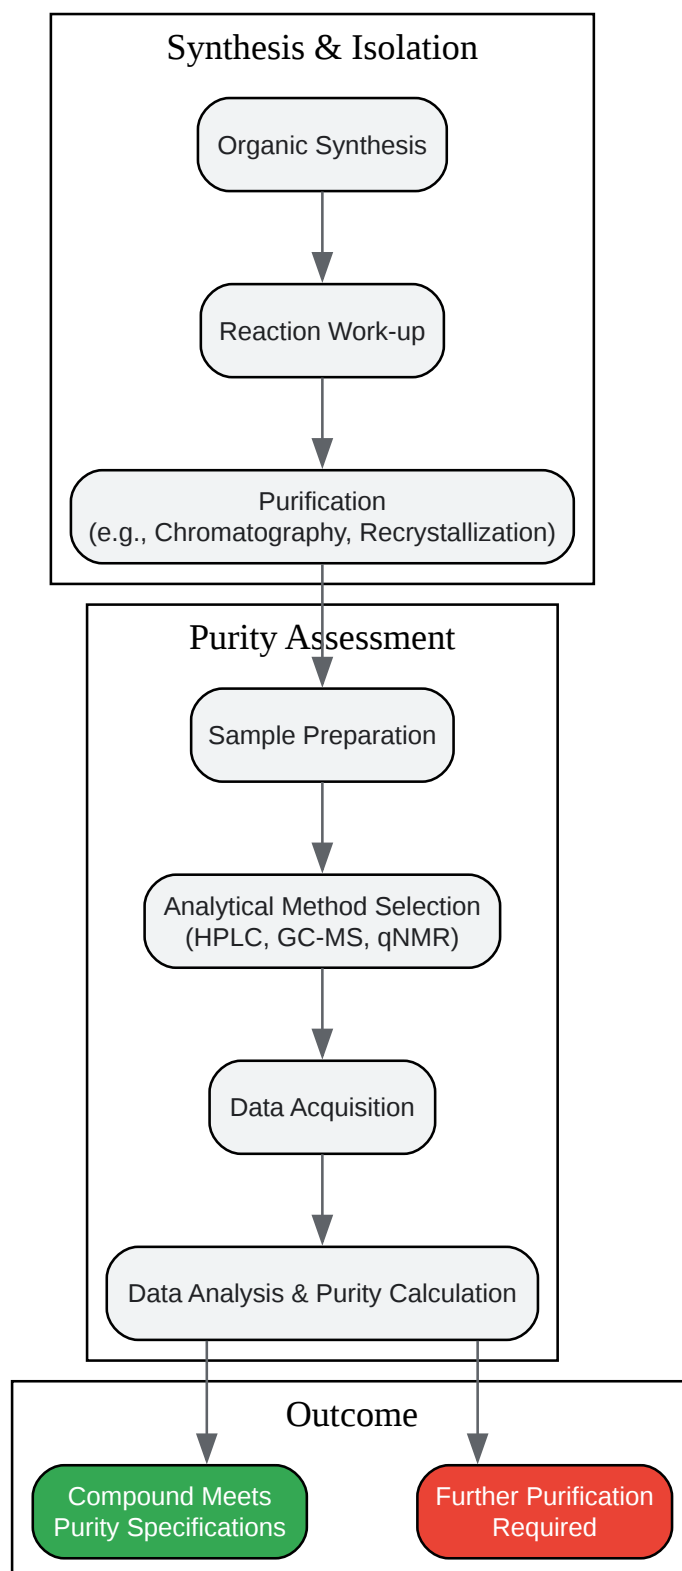 Synthesis & Isolation
Organic Synthesis
Reaction Work-up
Purification
(e.g., Chromatography, Recrystallization)
Purity Assessment
Sample Preparation
Analytical Method Selection
(HPLC, GC-MS, qNMR)
Data Acquisition
Data Analysis & Purity Calculation
Outcome
Compound Meets
Purity Specifications
Further Purification
Required